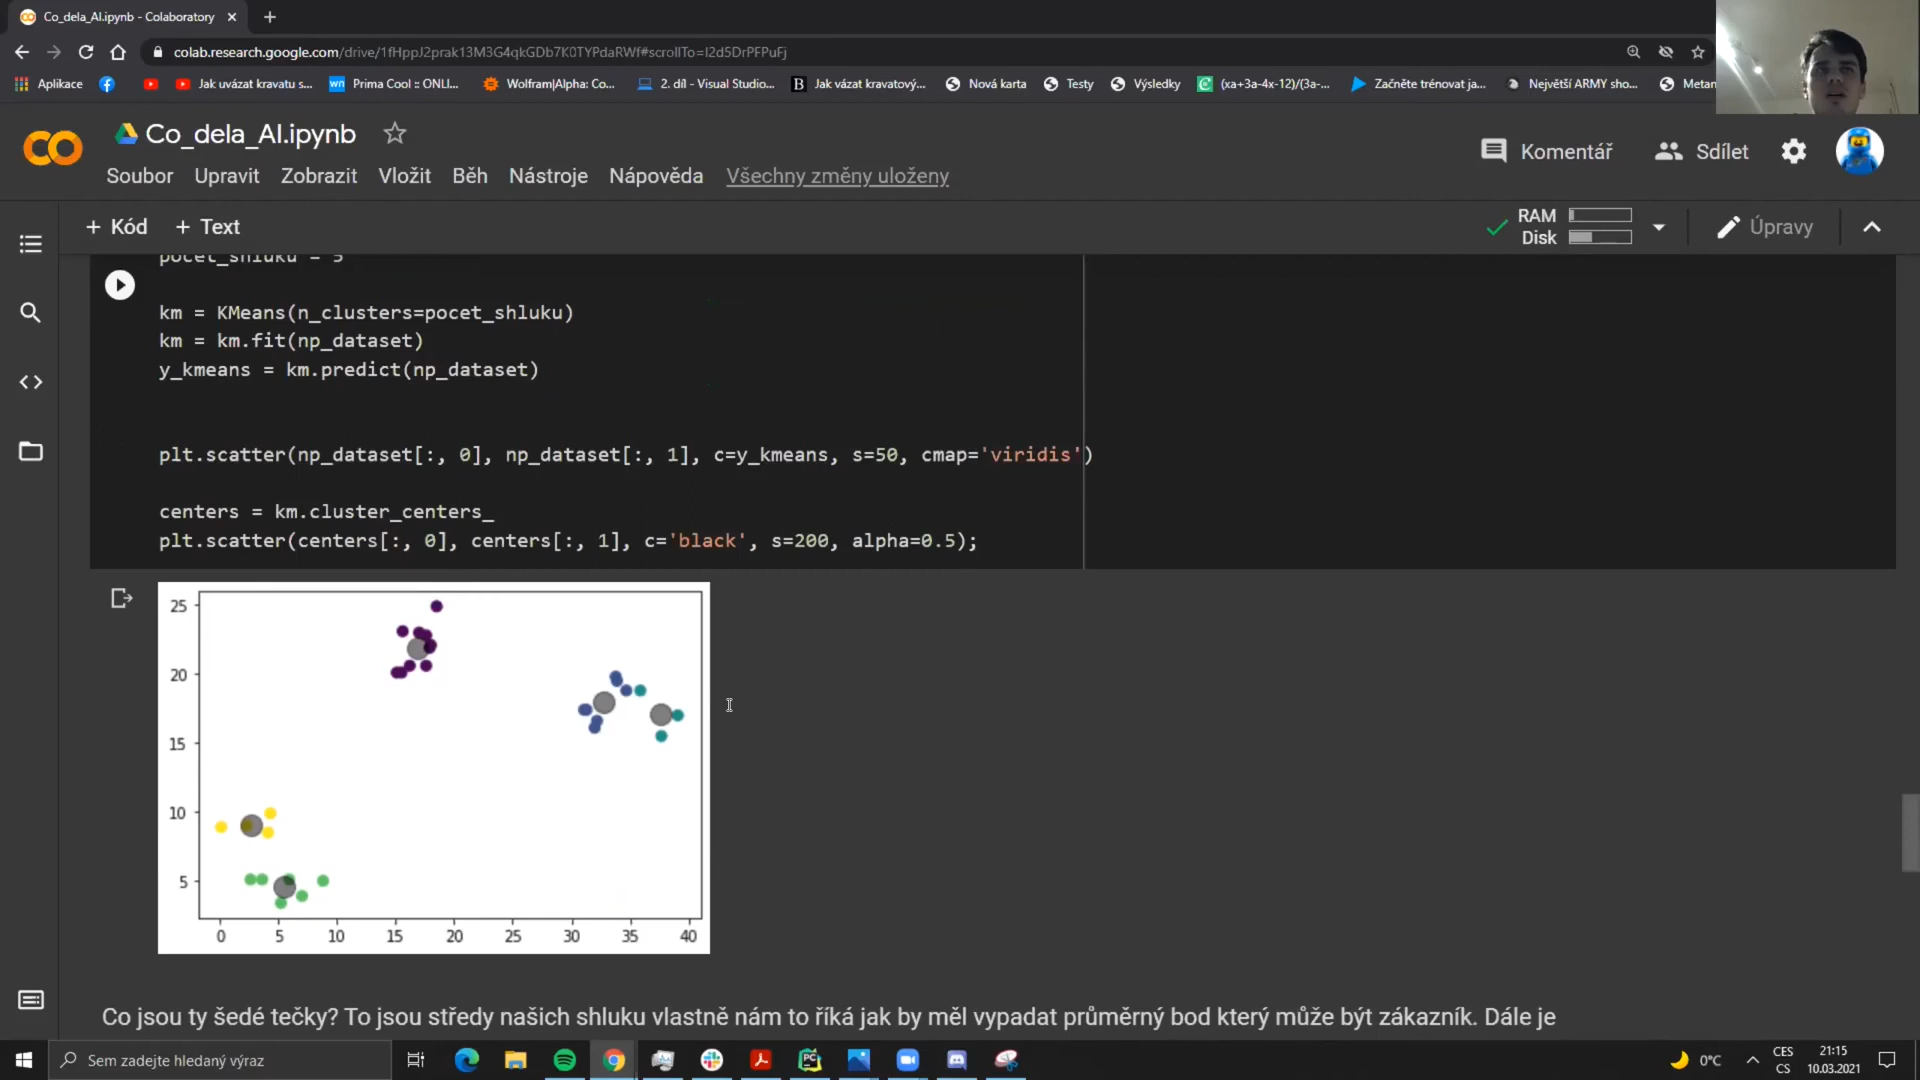 Co_dela_AI.ipynb - Colaboratory
colab.research.google.com/drive/1fHppJ2prak13M3G4qkGDb7K0TYPdaRWf#scrollTo=I2d5DrPFPuFj
Aplikace Jak uvázat kravatu s... Prima Cool :: ONLI... Wolfram|Alpha: Co... 2. díl - Visual Studio... Jak vázat kravatový... Nová karta Testy Výsledky (xa+3a-4x-12)/(3a-... Začněte trénovat ja... Největší ARMY sho...
CO Co_dela_AI.ipynb
Komentář Sdílet
Soubor Upravit Zobrazit Vložit Běh Nástroje Nápověda Všechny změny uloženy
+ Kód + Text
RAM
Disk
Úpravy
pocet_shluku = 5
km = KMeans(n_clusters=pocet_shluku)
km = km.fit(np_dataset)
y_kmeans = km.predict(np_dataset)
plt.scatter(np_dataset[:, 0], np_dataset[:, 1], c=y_kmeans, s=50, cmap='viridis')
centers = km.cluster_centers_
plt.scatter(centers[:, 0], centers[:, 1], c='black', s=200, alpha=0.5);
25
20
15
10
5
0 5 10 15 20 25 30 35 40
Co jsou ty šedé tečky? To jsou středy našich shluku vlastně nám to říká jak by měl vypadat průměrný bod který může být zákazník. Dále je
Sem zadejte hledaný výraz
0°C
CES
CS
21:15
10.03.2021